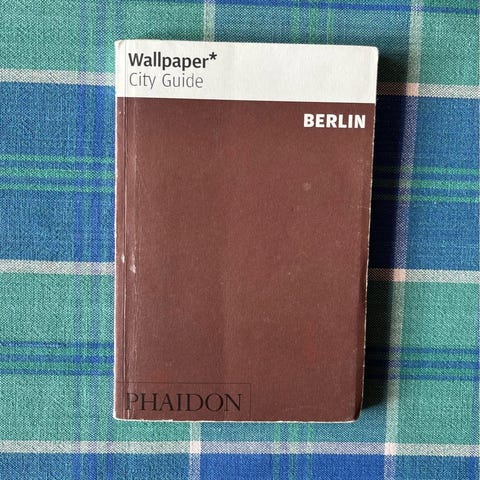 Wallpaper*
City Guide
BERLIN
PHAIDON